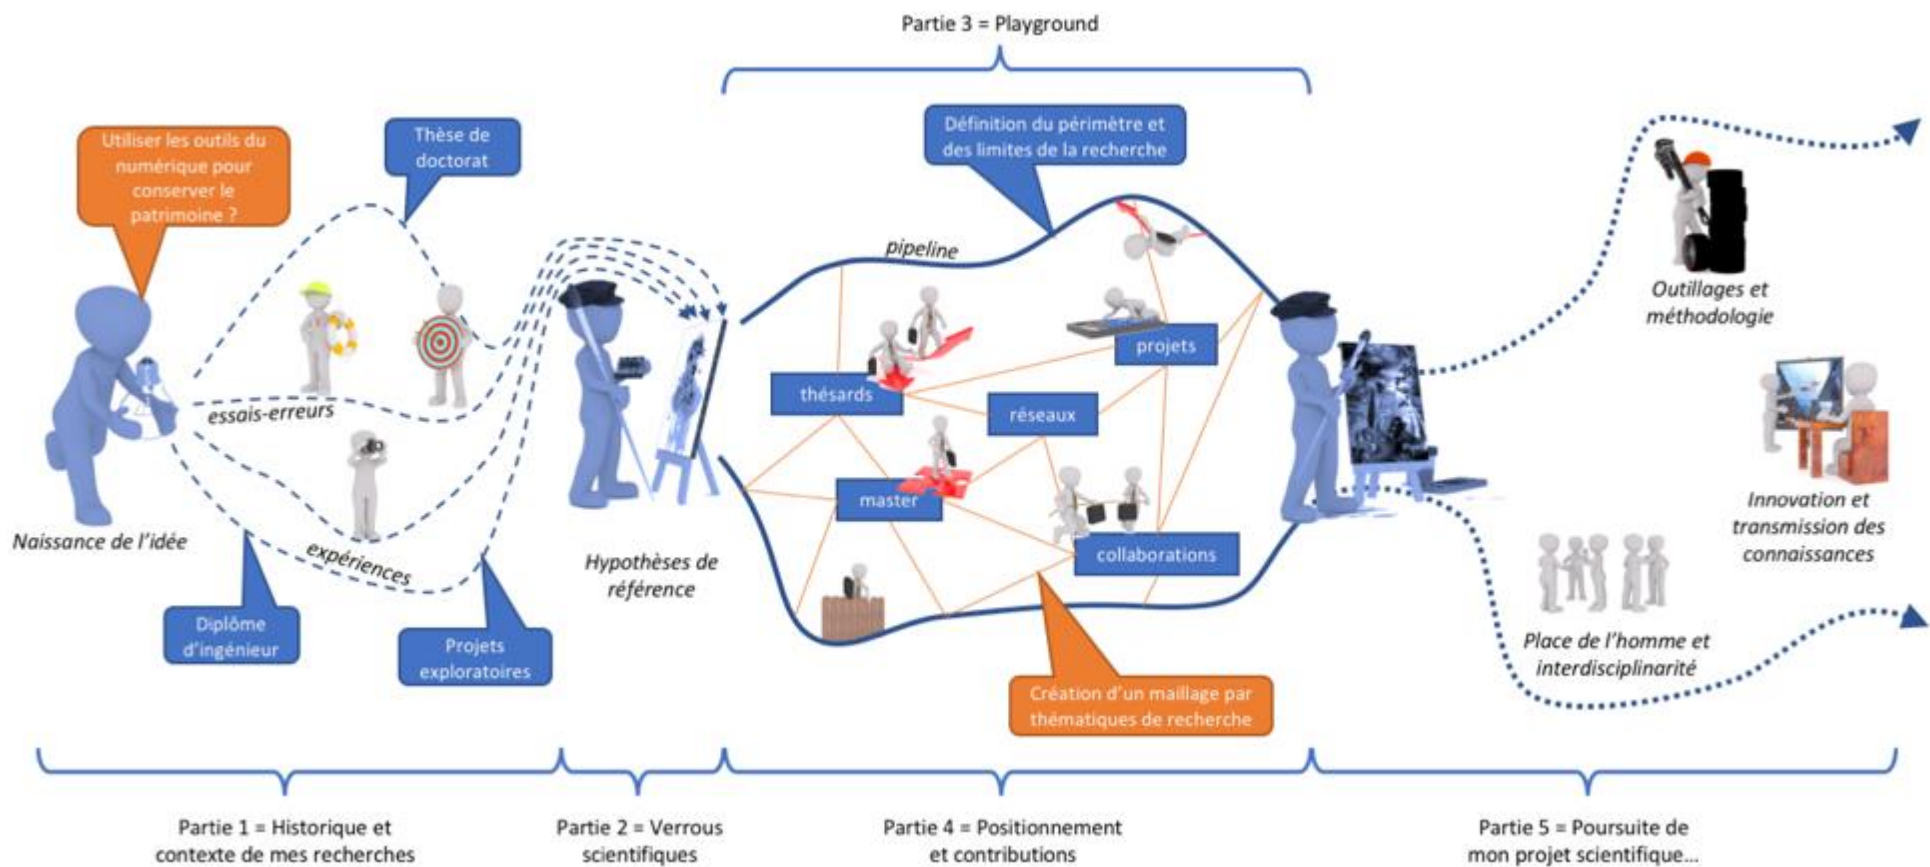 Partie 3 = Playground
Utiliser les outils du
numérique pour
conserver le
patrimoine ?
Thèse de
doctorat
Définition du périmètre et
des limites de la recherche
pipeline
essais-erreurs
expériences
Naissance de l'idée
Diplôme
d'ingénieur
Projets
exploratoires
Hypothèses de
référence
projets
thésards
réseaux
master
collaborations
Création d'un maillage par
thématiques de recherche
Outillages et
méthodologie
Innovation et
transmission des
connaissances
Place de l'homme et
interdisciplinarité
Partie 1 = Historique et
contexte de mes recherches
Partie 2 = Verrous
scientifiques
Partie 4 = Positionnement
et contributions
Partie 5 = Poursuite de
mon projet scientifique...